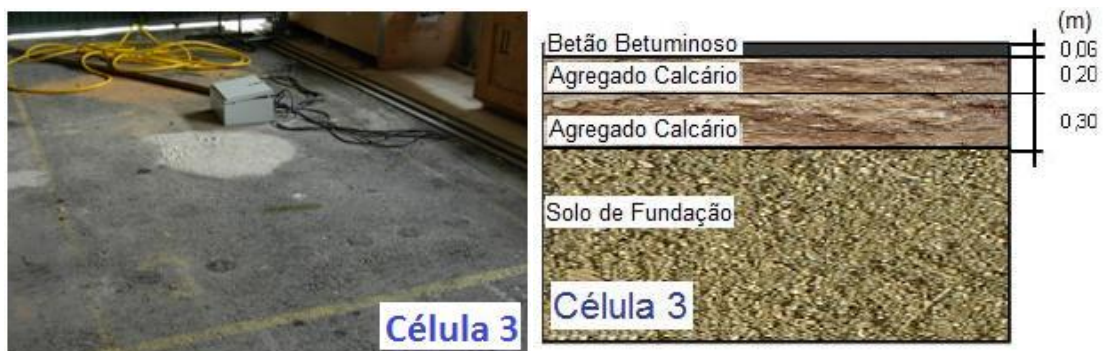 Célula 3
(m)
Betão Betuminoso
0,06
Agregado Calcário
0,20
Agregado Calcário
0,30
Solo de Fundação
Célula 3